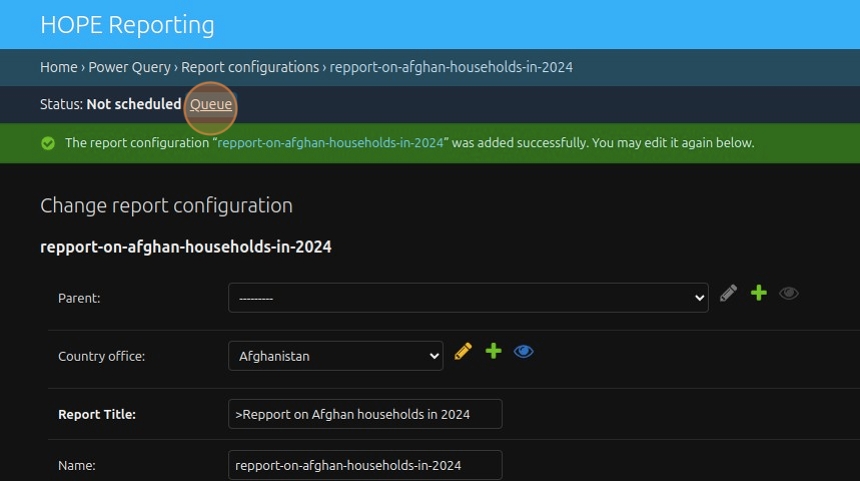 HOPE Reporting
Home › Power Query › Report configurations › repport-on-afghan-households-in-2024
Status: Not scheduled Queue
The report configuration “repport-on-afghan-households-in-2024” was added successfully. You may edit it again below.
Change report configuration
repport-on-afghan-households-in-2024
Parent: ---------
Country office: Afghanistan
Report Title: >Repport on Afghan households in 2024
Name: repport-on-afghan-households-in-2024